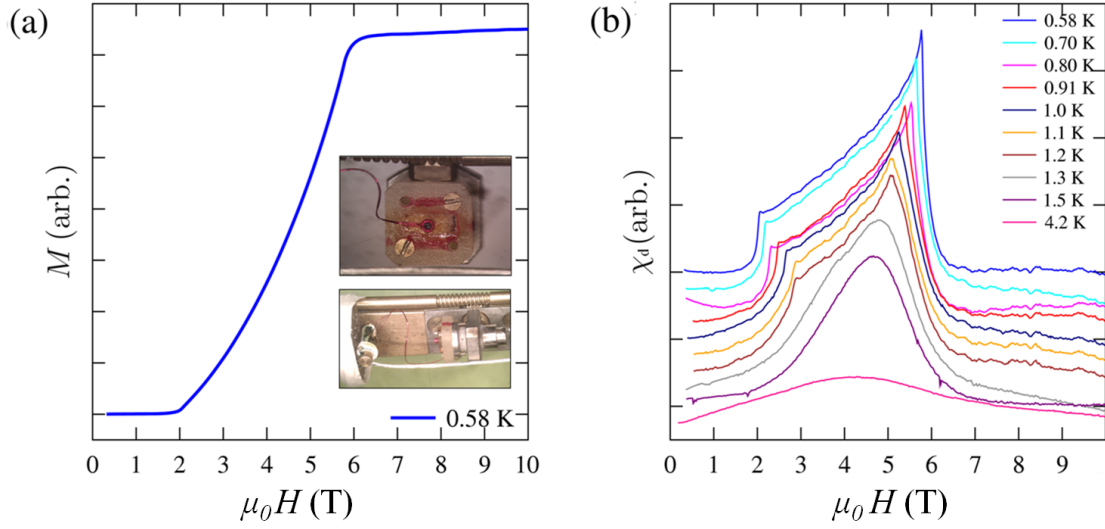 (a)
M (arb.)
0.58 K
0 1 2 3 4 5 6 7 8 9 10
μ₀H (T)
(b)
χd (arb.)
0.58 K
0.70 K
0.80 K
0.91 K
1.0 K
1.1 K
1.2 K
1.3 K
1.5 K
4.2 K
0 1 2 3 4 5 6 7 8 9
μ₀H (T)